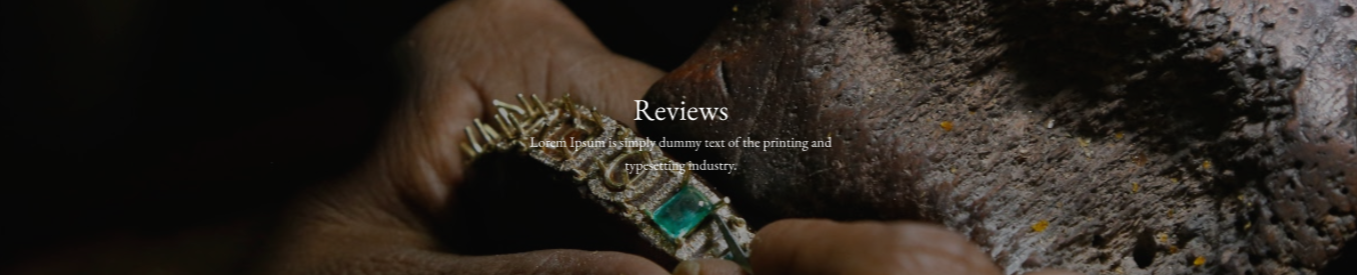 Reviews
Lorem Ipsum is simply dummy text of the printing and
typesetting industry.